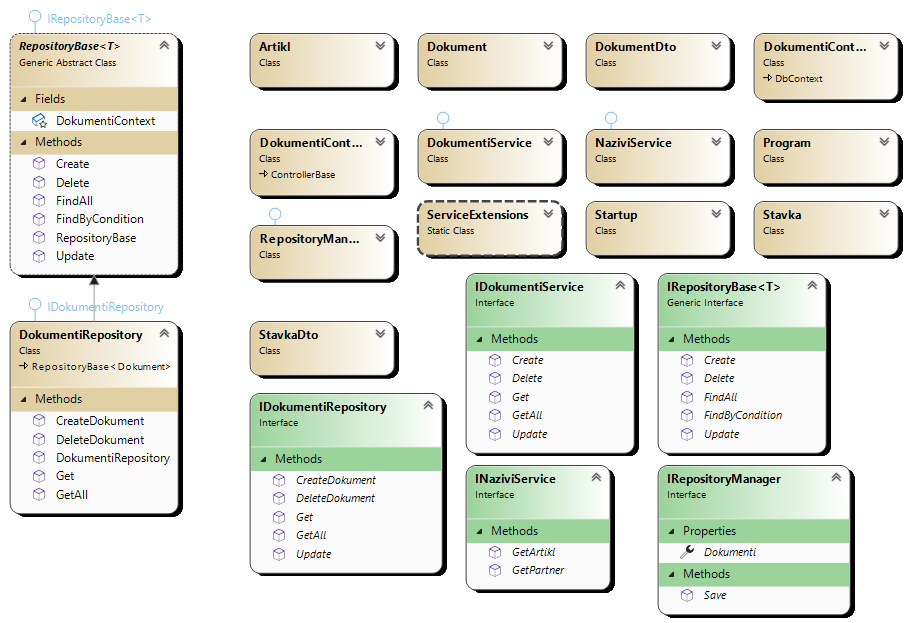 IRepositoryBase<T>
RepositoryBase<T>
Generic Abstract Class
Fields
DokumentiContext
Methods
Create
Delete
FindAll
FindByCondition
RepositoryBase
Update
IDokumentiRepository
DokumentiRepository
Class
RepositoryBase<Dokument>
Methods
CreateDokument
DeleteDokument
DokumentiRepository
Get
GetAll
Artikl
Class
Dokument
Class
DokumentDto
Class
DokumentiCont...
Class
DbContext
DokumentiCont...
Class
ControllerBase
DokumentiService
Class
NaziviService
Class
Program
Class
RepositoryMan...
Class
ServiceExtensions
Static Class
Startup
Class
Stavka
Class
StavkaDto
Class
IDokumentiRepository
Interface
Methods
CreateDokument
DeleteDokument
Get
GetAll
Update
IDokumentiService
Interface
Methods
Create
Delete
Get
GetAll
Update
IRepositoryBase<T>
Generic Interface
Methods
Create
Delete
FindAll
FindByCondition
Update
INaziviService
Interface
Methods
GetArtikl
GetPartner
IRepositoryManager
Interface
Properties
Dokumenti
Methods
Save